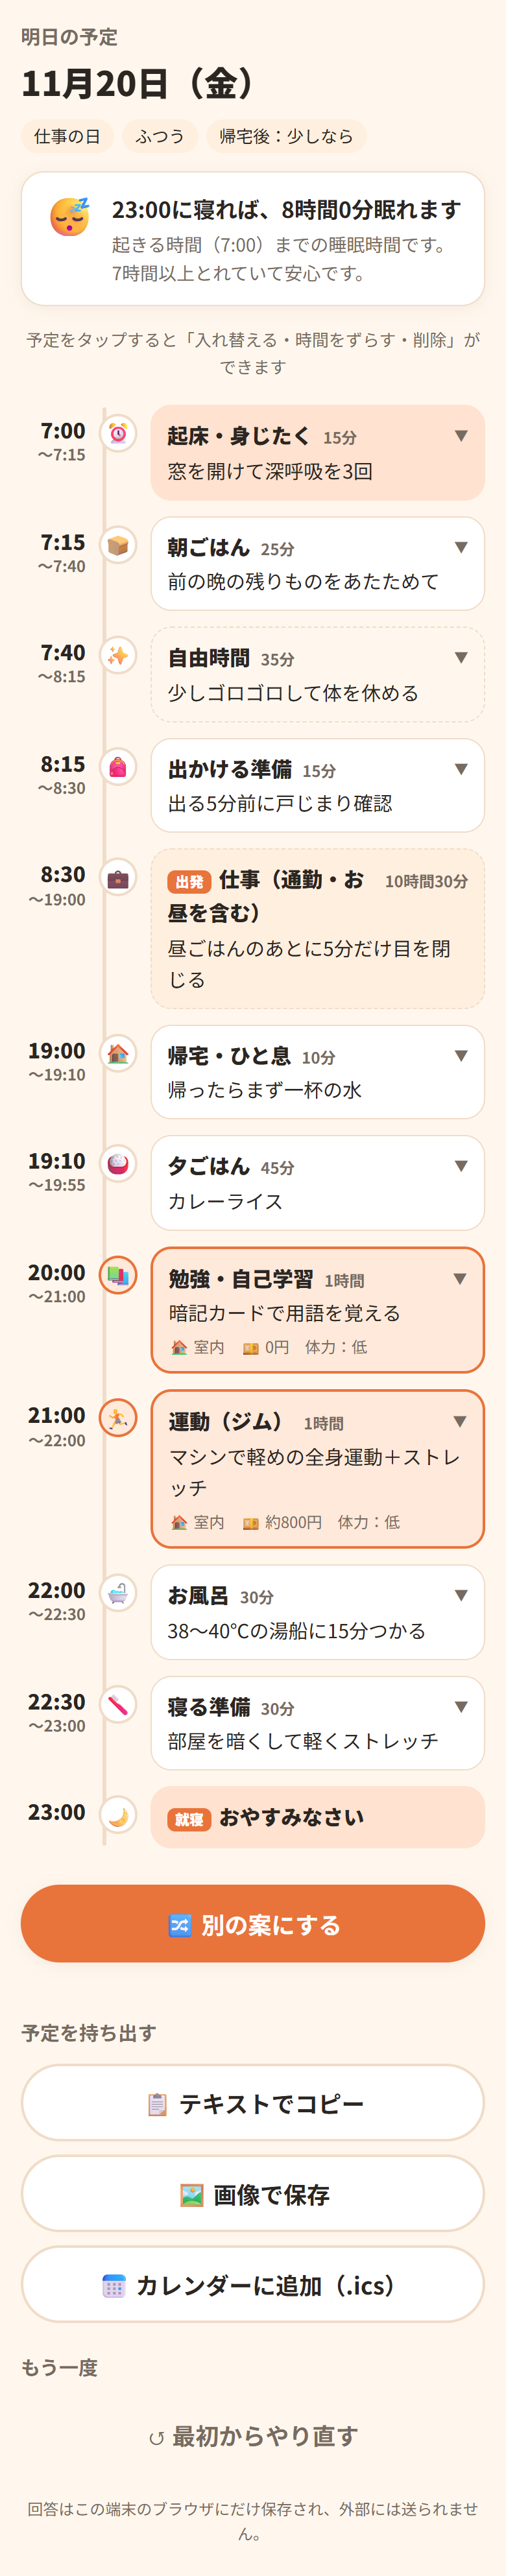 明日の予定
11月20日（金）
仕事の日 ふつう 帰宅後：少しなら
23:00に寝れば、8時間0分眠れます
起きる時間（7:00）までの睡眠時間です。
7時間以上とれていて安心です。
予定をタップすると「入れ替える・時間をずらす・削除」が
できます
7:00 起床・身じたく 15分 ▼
～7:15 窓を開けて深呼吸を3回
7:15 朝ごはん 25分 ▼
～7:40 前の晩の残りものをあたためて
7:40 自由時間 35分 ▼
～8:15 少しゴロゴロして体を休める
8:15 出かける準備 15分 ▼
～8:30 出る5分前に戸じまり確認
8:30 出発 仕事（通勤・お 10時間30分
～19:00 昼を含む）
昼ごはんのあとに5分だけ目を閉
じる
19:00 帰宅・ひと息 10分 ▼
～19:10 帰ったらまず一杯の水
19:10 夕ごはん 45分 ▼
～19:55 カレーライス
20:00 勉強・自己学習 1時間 ▼
～21:00 暗記カードで用語を覚える
室内 0円 体力：低
21:00 運動（ジム） 1時間 ▼
～22:00 マシンで軽めの全身運動＋ストレ
ッチ
室内 約800円 体力：低
22:00 お風呂 30分 ▼
～22:30 38～40℃の湯船に15分つかる
22:30 寝る準備 30分 ▼
～23:00 部屋を暗くして軽くストレッチ
23:00 就寝 おやすみなさい
別の案にする
予定を持ち出す
テキストでコピー
画像で保存
カレンダーに追加（.ics）
もう一度
最初からやり直す
回答はこの端末のブラウザにだけ保存され、外部には送られませ
ん。